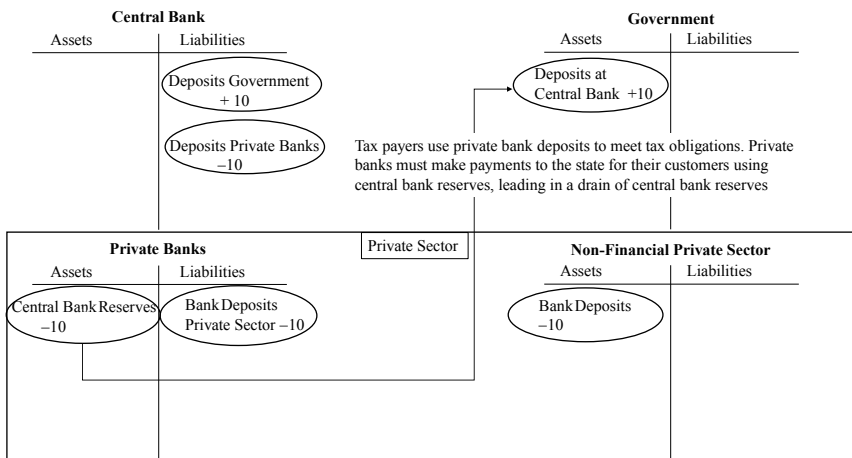 Central Bank
Assets Liabilities
Deposits Government
+ 10
Deposits Private Banks
–10
Government
Assets Liabilities
Deposits at
Central Bank +10
Tax payers use private bank deposits to meet tax obligations. Private
banks must make payments to the state for their customers using
central bank reserves, leading in a drain of central bank reserves
Private Sector
Private Banks
Assets Liabilities
Central Bank Reserves
–10
Bank Deposits
Private Sector –10
Non-Financial Private Sector
Assets Liabilities
Bank Deposits
–10